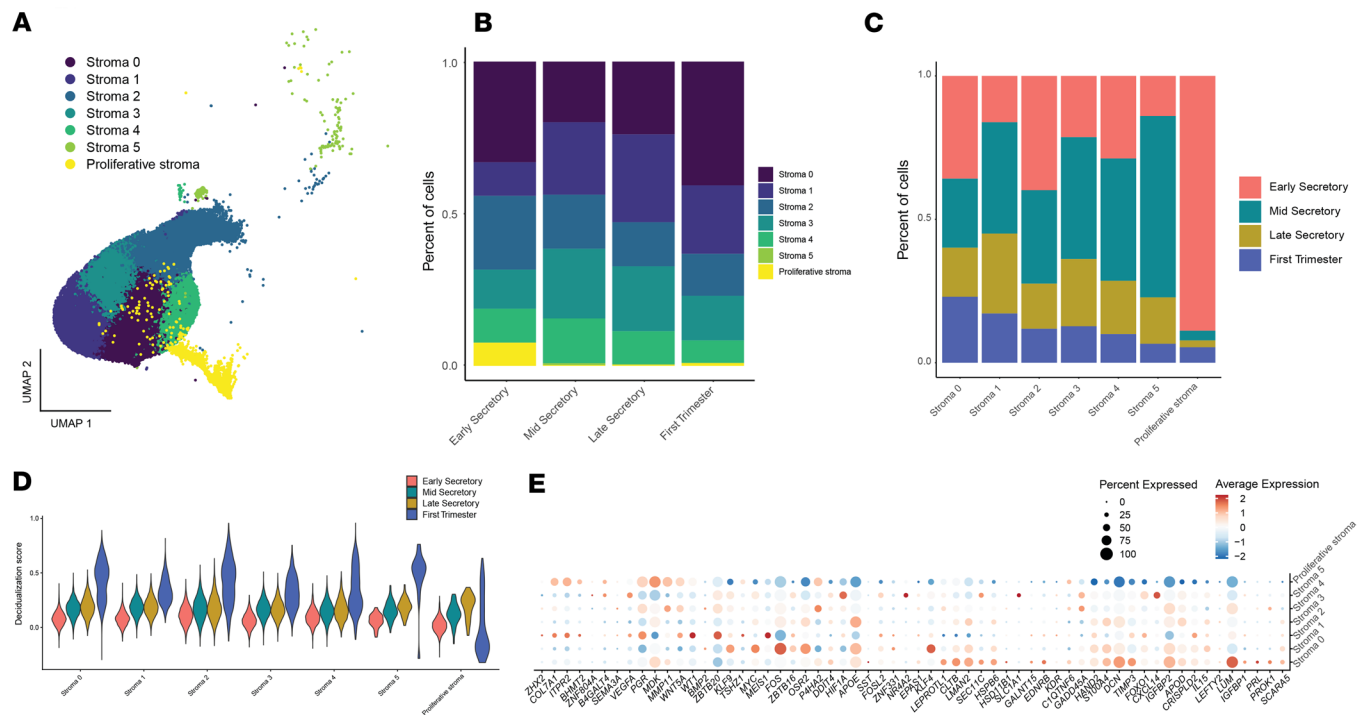 A
Stroma 0
Stroma 1
Stroma 2
Stroma 3
Stroma 4
Stroma 5
Proliferative stroma
UMAP 2
UMAP 1
B
1.0
0.5
0.0
Percent of cells
Early Secretory
Mid Secretory
Late Secretory
First Trimester
Stroma 0
Stroma 1
Stroma 2
Stroma 3
Stroma 4
Stroma 5
Proliferative stroma
C
1.0
0.5
0.0
Percent of cells
Stroma 0
Stroma 1
Stroma 2
Stroma 3
Stroma 4
Stroma 5
Proliferative stroma
Early Secretory
Mid Secretory
Late Secretory
First Trimester
D
Early Secretory
Mid Secretory
Late Secretory
First Trimester
1.0
0.5
0.0
Decidualization score
Stroma 0
Stroma 1
Stroma 2
Stroma 3
Stroma 4
Stroma 5
Proliferative stroma
E
Percent Expressed
0
25
50
75
100
Average Expression
2
1
0
−1
−2
Proliferative stroma
Stroma 5
Stroma 4
Stroma 3
Stroma 2
Stroma 1
Stroma 0
ZHX2
COL7A1
ITPR2
BHMT2
ZNF804A
B4GALT4
SEMA3A
VEGFA
PGR
MDK
MMP11
WNT5A
WT1
BMP2
ZBTB20
KLF9
TSHZ1
MYC
MEIS1
FOS
ZBTB16
OSR2
P4HA2
DDIT4
HIF1A
APOE
SST
FOSL2
ZNF331
NR4A2
EPAS1
KLF4
LEPROTL1
LTB
LMAN2
SEC11C
HSPB6
HSD11B1
SLC1A1
GALNT15
EDNRB
KDR
C1QTNF6
GADD45A
HAND2
S100A4
DCN
TIMP3
FOXO1
CXCL14
IGFBP2
APOD
CRISPLD2
IL15
LEFTY2
LUM
IGFBP1
PRL
PROK1
SCARA5